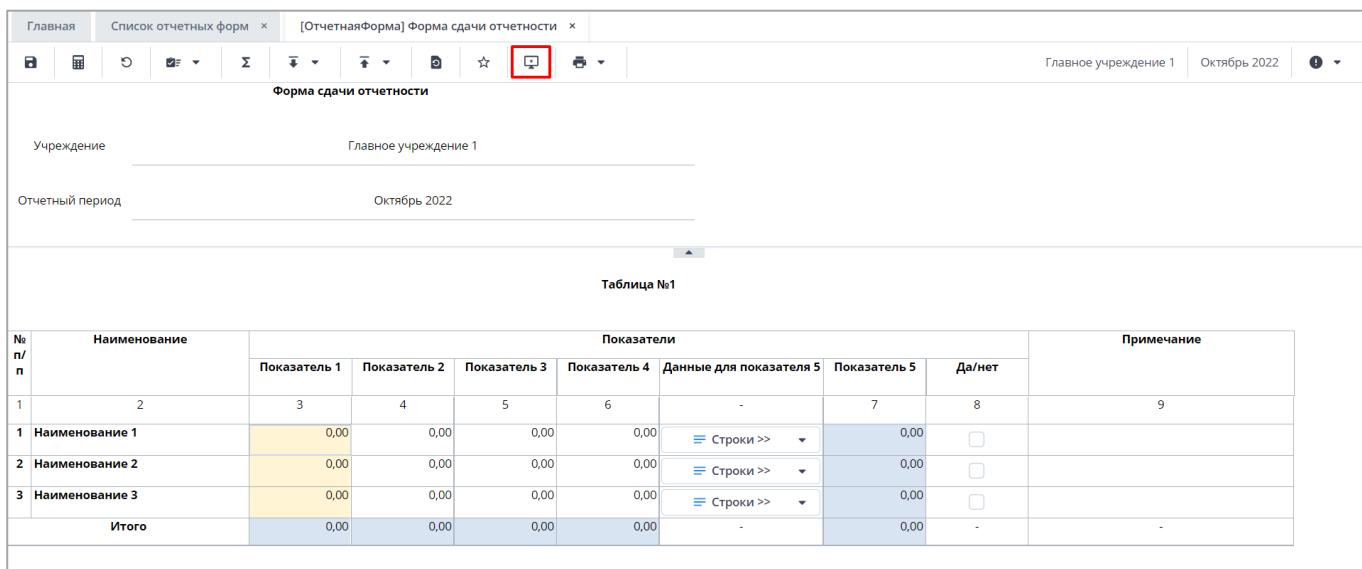 Главная Список отчетных форм × [ОтчетнаяФорма] Форма сдачи отчетности ×
Σ Главное учреждение 1 Октябрь 2022
Форма сдачи отчетности
Учреждение Главное учреждение 1
Отчетный период Октябрь 2022
Таблица №1
№ п/п Наименование Показатели Примечание
Показатель 1 Показатель 2 Показатель 3 Показатель 4 Данные для показателя 5 Показатель 5 Да/нет
1 2 3 4 5 6 - 7 8 9
1 Наименование 1 0,00 0,00 0,00 0,00 Строки >> 0,00
2 Наименование 2 0,00 0,00 0,00 0,00 Строки >> 0,00
3 Наименование 3 0,00 0,00 0,00 0,00 Строки >> 0,00
Итого 0,00 0,00 0,00 0,00 - 0,00 - -